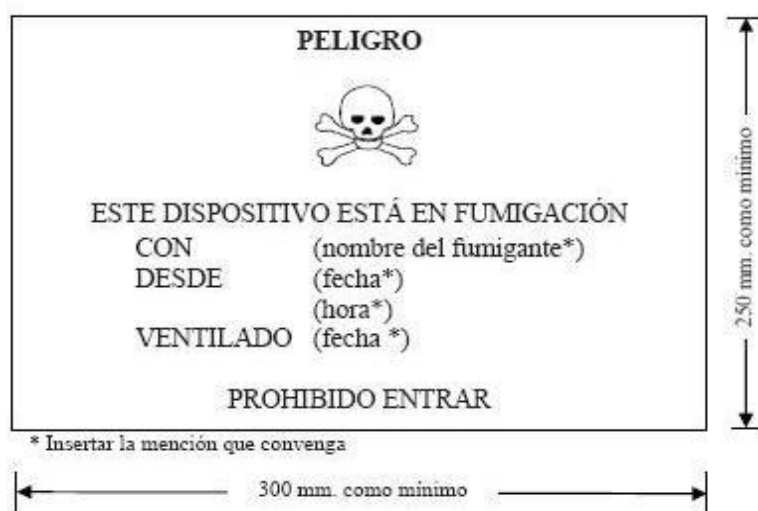 PELIGRO
ESTE DISPOSITIVO ESTÁ EN FUMIGACIÓN
CON (nombre del fumigante*)
DESDE (fecha*)
(hora*)
VENTILADO (fecha *)
PROHIBIDO ENTRAR
* Insertar la mención que convenga
300 mm. como mínimo
250 mm. como mínimo